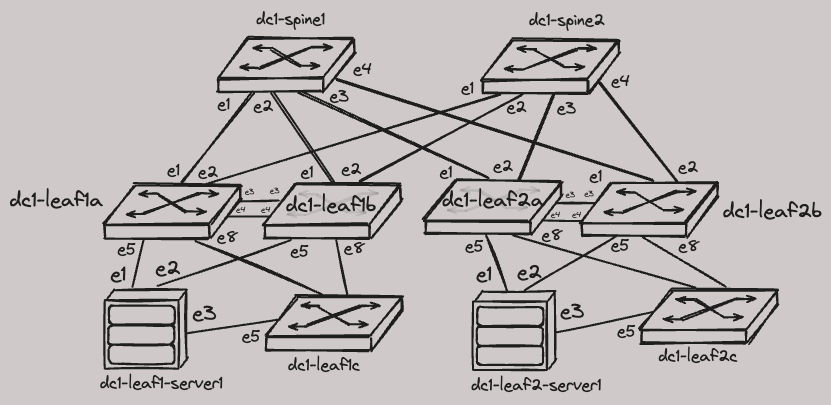 dc1-spine1
dc1-spine2
e4
e4
e1 e2 e3
e1 e2 e3
e1 e2
e1 e2
e1 e2
e1 e2
dc1-leaf1a
e3 e3
e4 e4
dc1-leaf1b
dc1-leaf2a
e3 e3
e4 e4
dc1-leaf2b
e5 e8
e5 e8
e5 e8
e5 e8
e1 e2
e1 e2
e3
e5
e3
e5
dc1-leaf1-server1
dc1-leaf1c
dc1-leaf2-server1
dc1-leaf2c